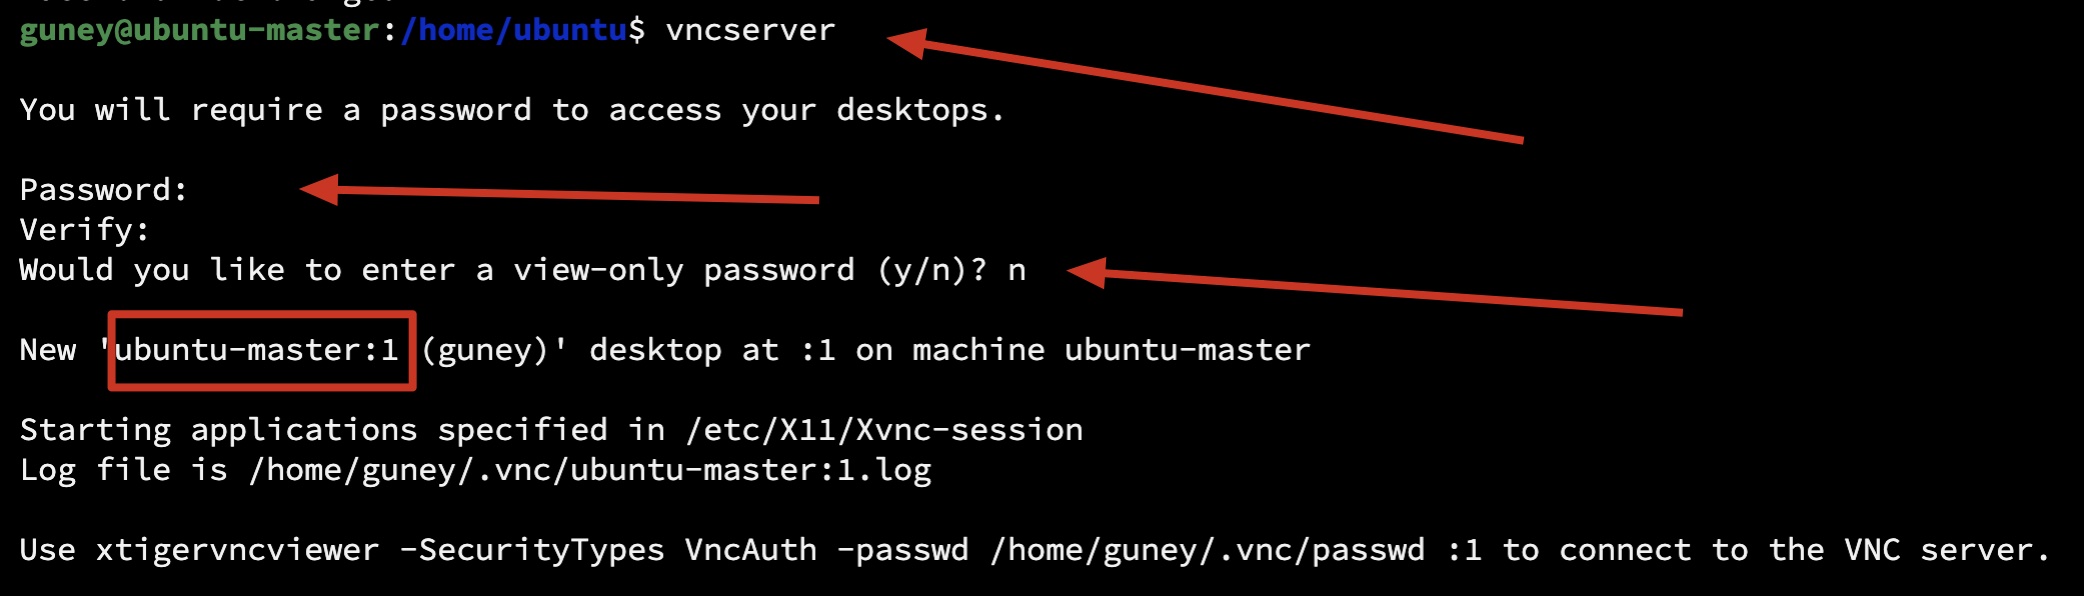 guney@ubuntu-master:/home/ubuntu$ vncserver
You will require a password to access your desktops.
Password:
Verify:
Would you like to enter a view-only password (y/n)? n
New 'ubuntu-master:1 (guney)' desktop at :1 on machine ubuntu-master
Starting applications specified in /etc/X11/Xvnc-session
Log file is /home/guney/.vnc/ubuntu-master:1.log
Use xtigervncviewer -SecurityTypes VncAuth -passwd /home/guney/.vnc/passwd :1 to connect to the VNC server.